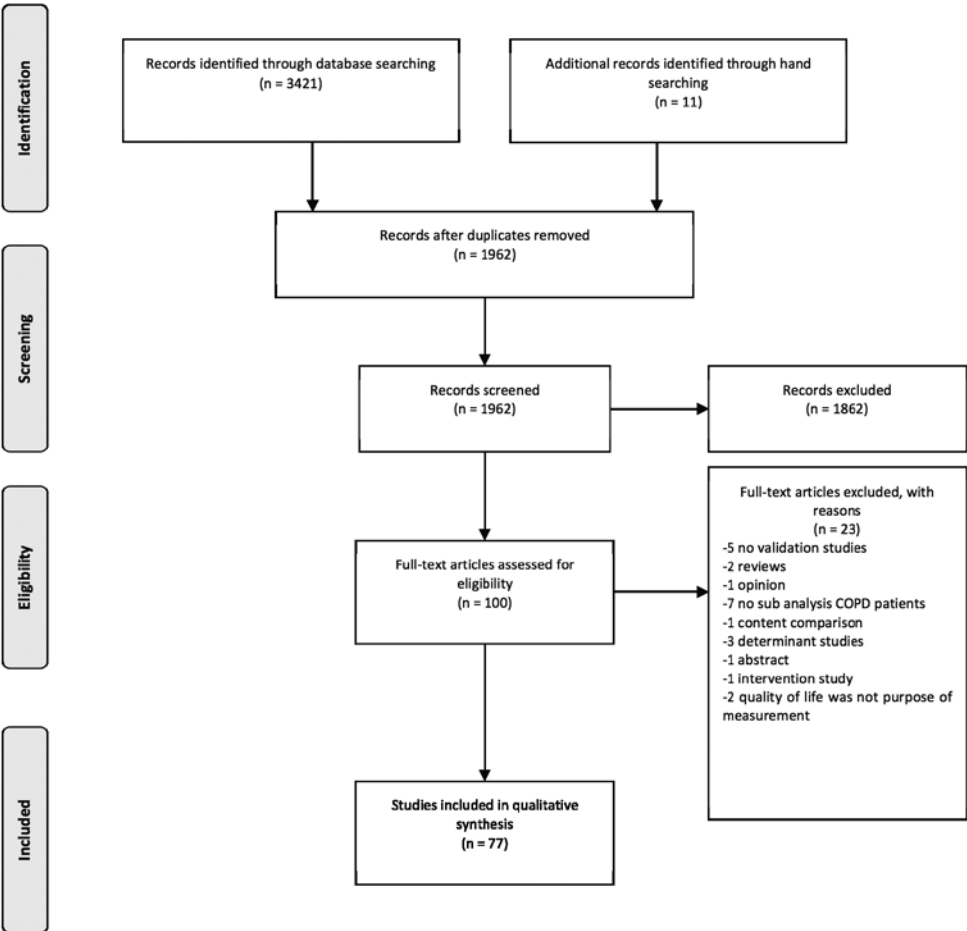 Identification
Records identified through database searching
(n = 3421)
Additional records identified through hand
searching
(n = 11)
Records after duplicates removed
(n = 1962)
Screening
Records screened
(n = 1962)
Records excluded
(n = 1862)
Eligibility
Full-text articles assessed for
eligibility
(n = 100)
Full-text articles excluded, with
reasons
(n = 23)
-5 no validation studies
-2 reviews
-1 opinion
-7 no sub analysis COPD patients
-1 content comparison
-3 determinant studies
-1 abstract
-1 intervention study
-2 quality of life was not purpose of
measurement
Included
Studies included in qualitative
synthesis
(n = 77)